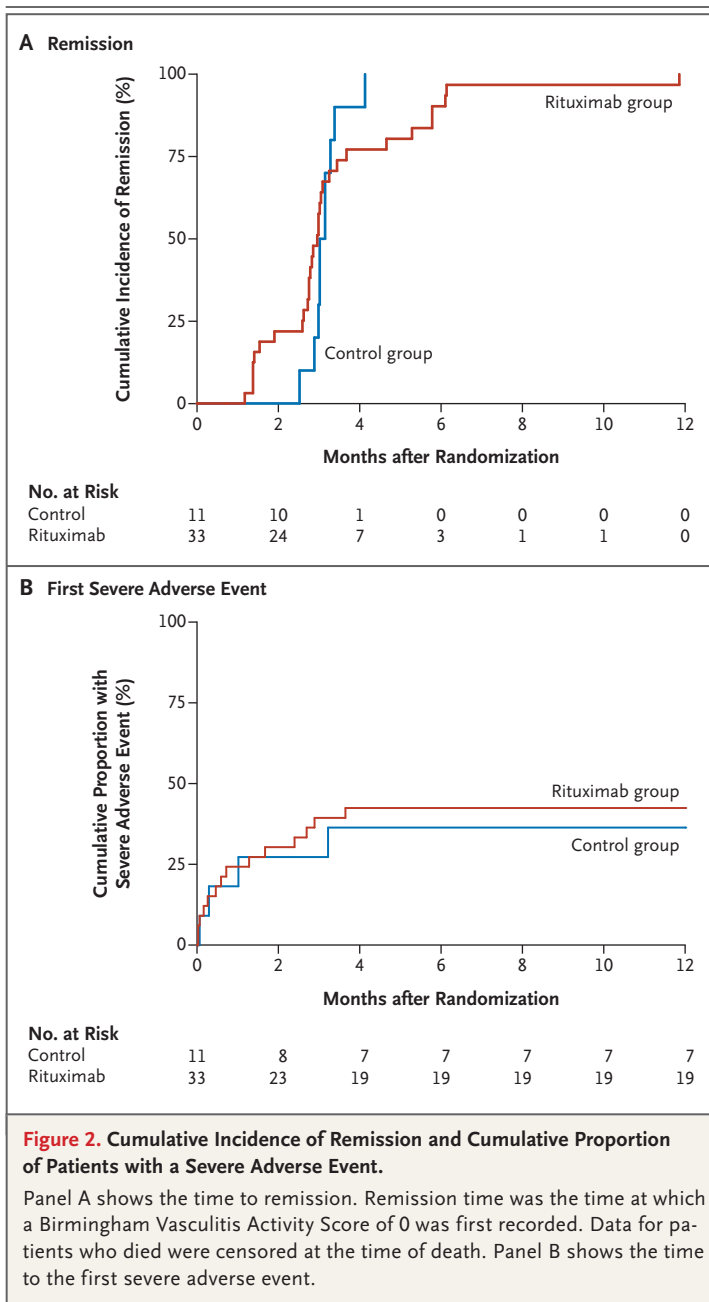 A Remission
Cumulative Incidence of Remission (%)
100
75
50
25
0
Rituximab group
Control group
0 2 4 6 8 10 12
Months after Randomization
No. at Risk
Control 11 10 1 0 0 0 0
Rituximab 33 24 7 3 1 1 0
B First Severe Adverse Event
Cumulative Proportion with
Severe Adverse Event (%)
100
75
50
25
0
Rituximab group
Control group
0 2 4 6 8 10 12
Months after Randomization
No. at Risk
Control 11 8 7 7 7 7 7
Rituximab 33 23 19 19 19 19 19
Figure 2. Cumulative Incidence of Remission and Cumulative Proportion
of Patients with a Severe Adverse Event.
Panel A shows the time to remission. Remission time was the time at which
a Birmingham Vasculitis Activity Score of 0 was first recorded. Data for pa-
tients who died were censored at the time of death. Panel B shows the time
to the first severe adverse event.